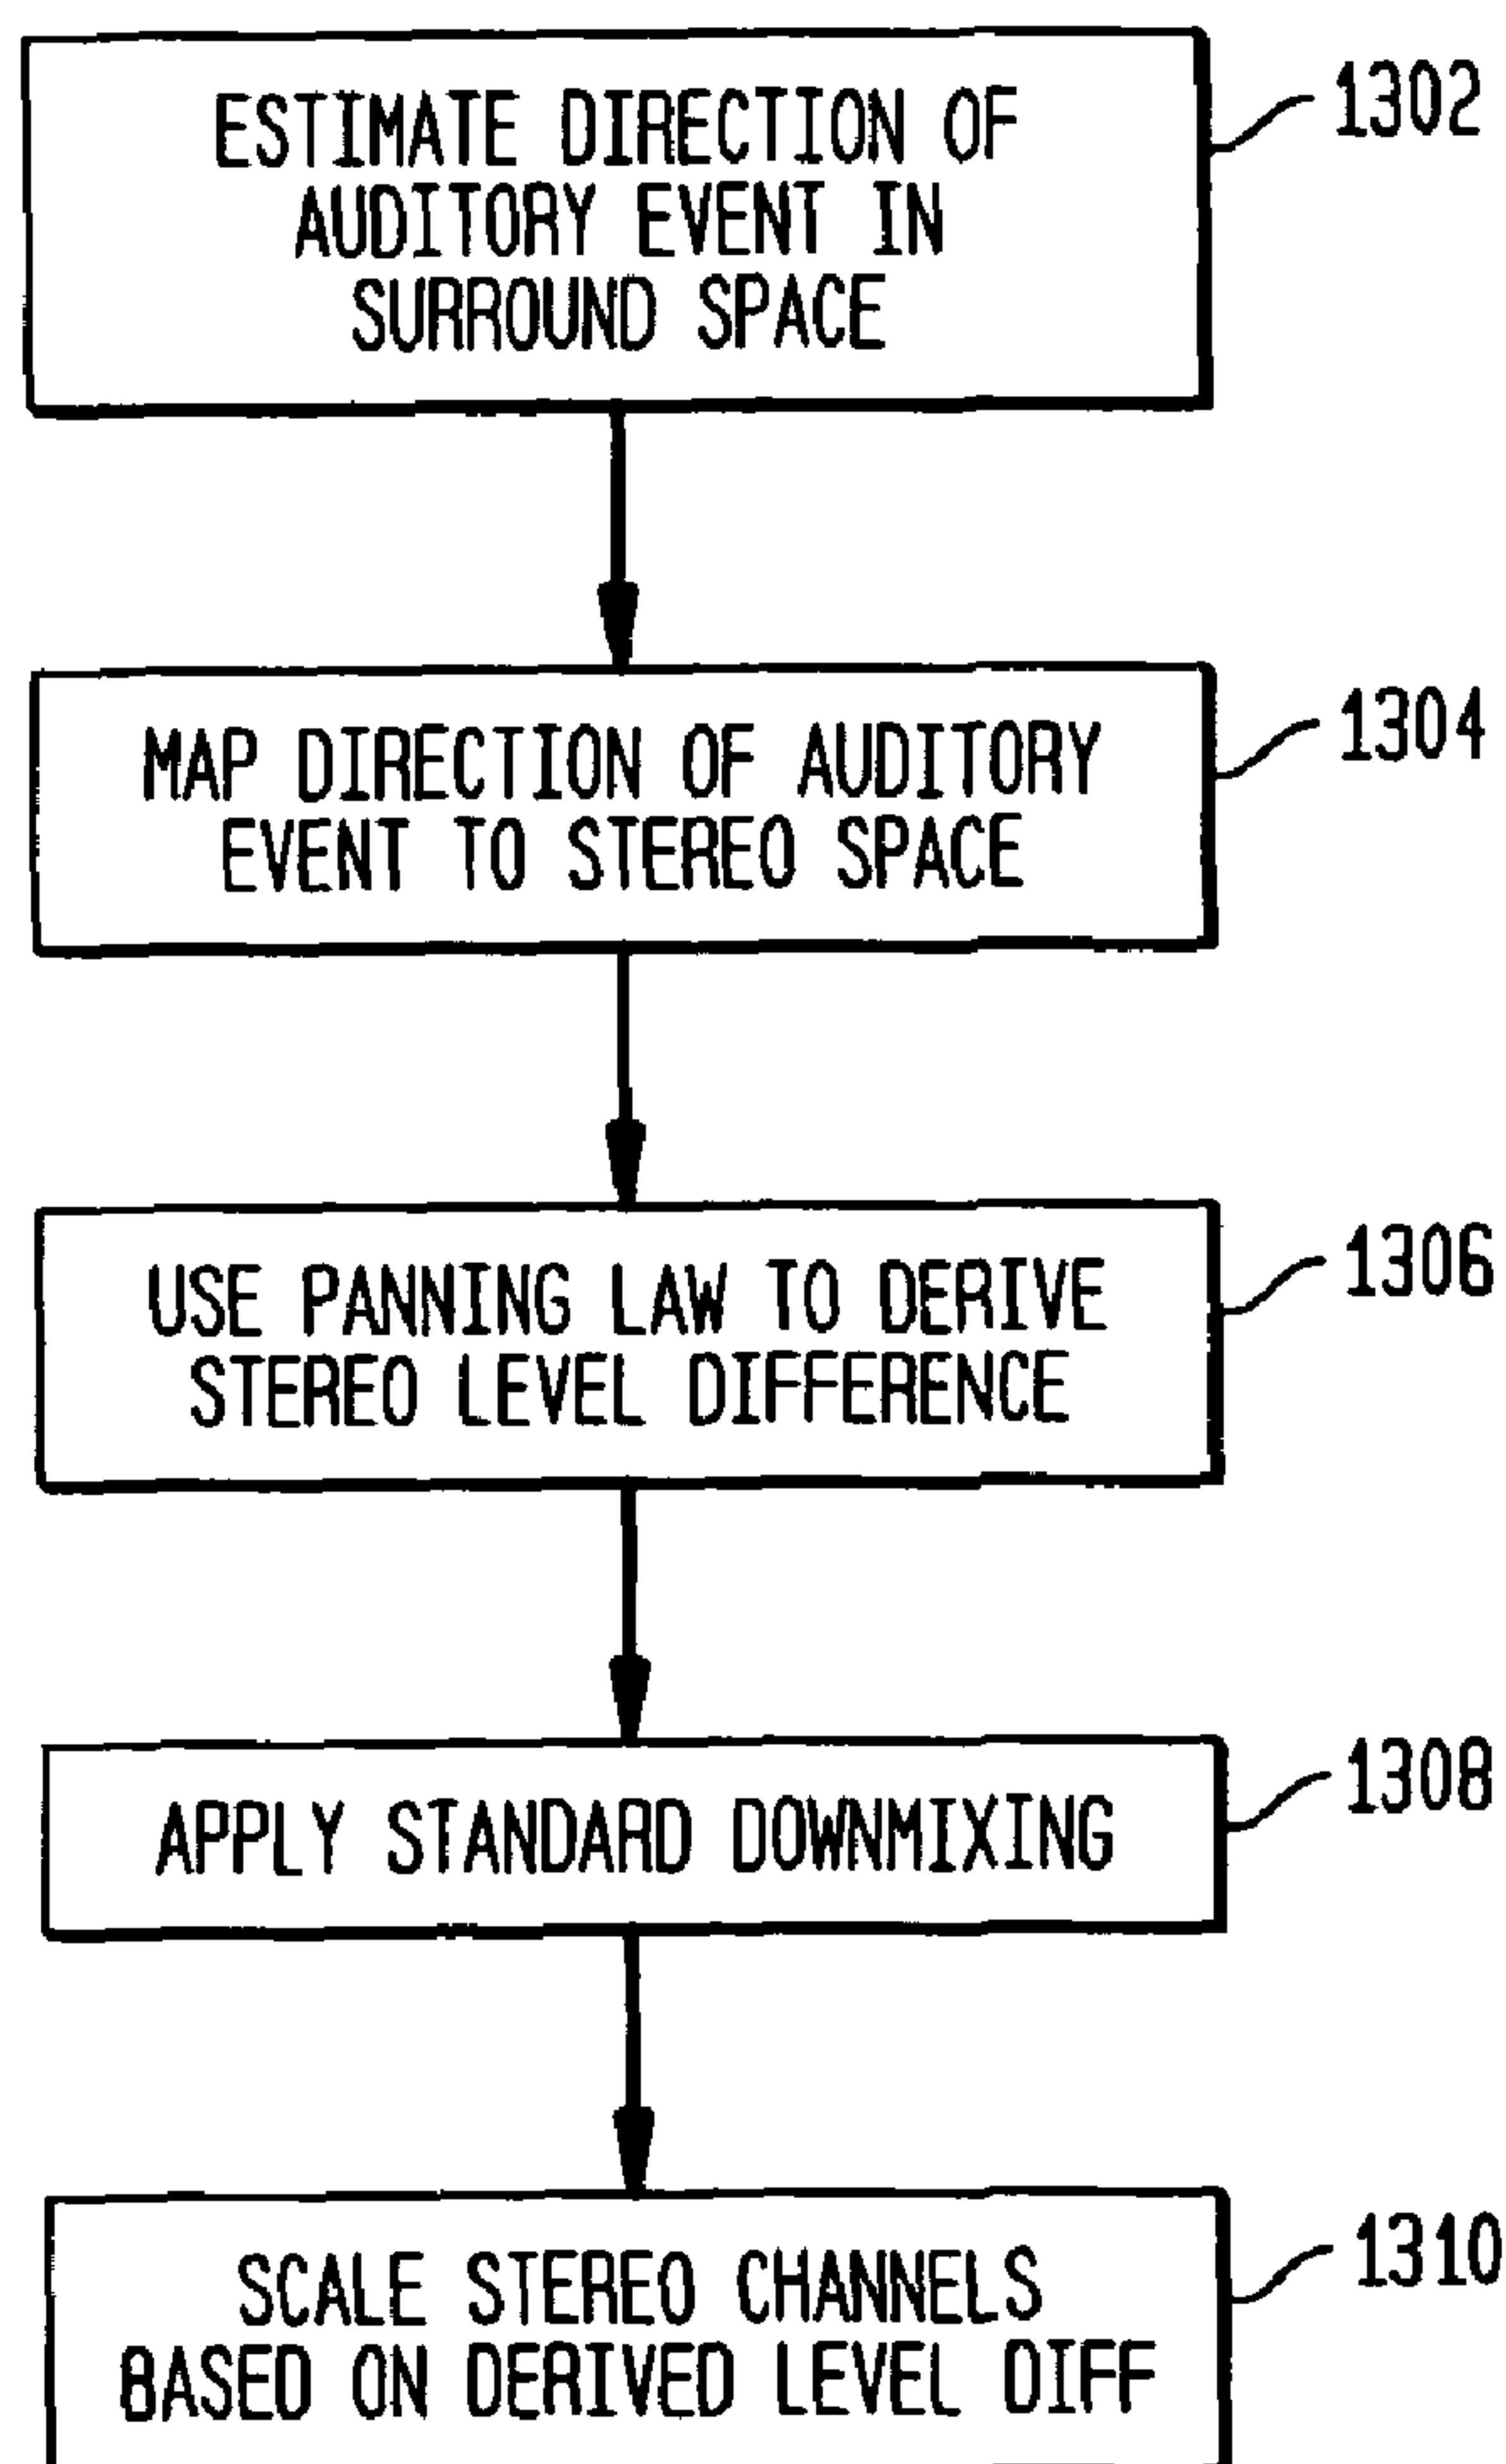 ESTIMATE DIRECTION OF
AUDITORY EVENT IN
SURROUND SPACE
1302
MAP DIRECTION OF AUDITORY
EVENT TO STEREO SPACE
1304
USE PANNING LAW TO DERIVE
STEREO LEVEL DIFFERENCE
1306
APPLY STANDARD DOWNMIXING
1308
SCALE STEREO CHANNELS
BASED ON DERIVED LEVEL DIFF
1310